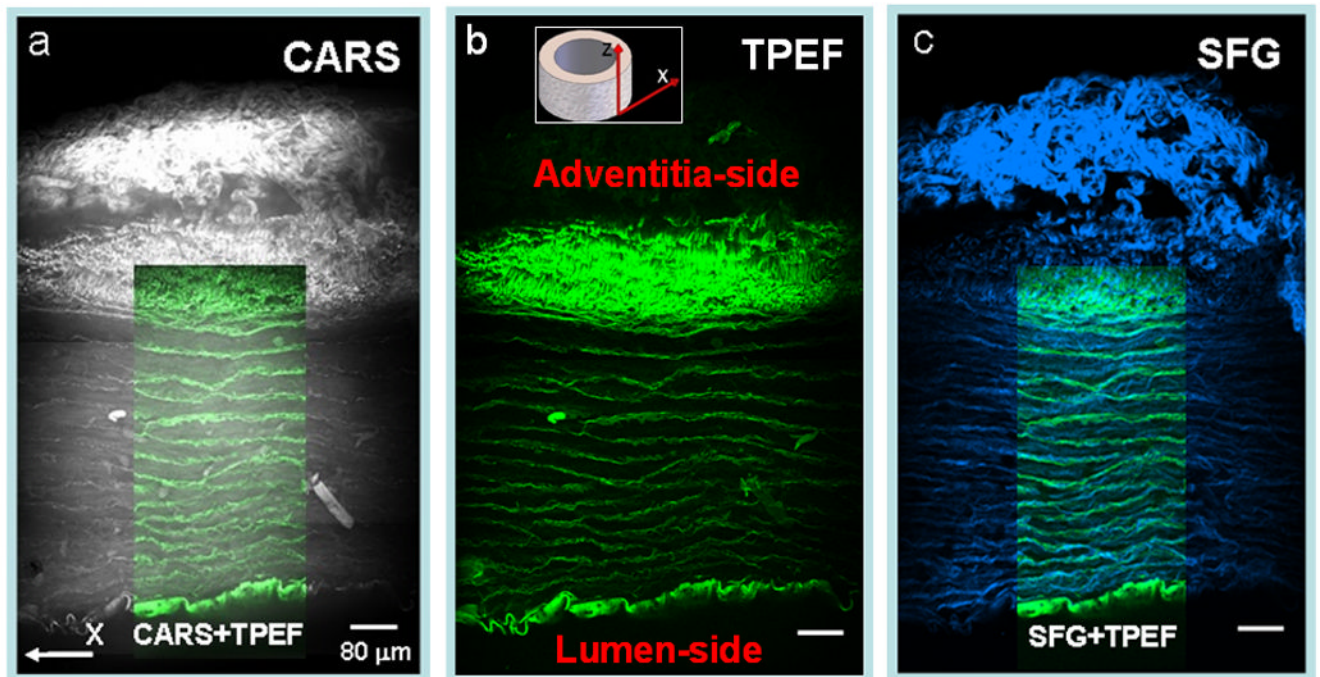 a
CARS
X
CARS+TPEF
80 μm
b
z
x
TPEF
Adventitia-side
Lumen-side
c
SFG
SFG+TPEF